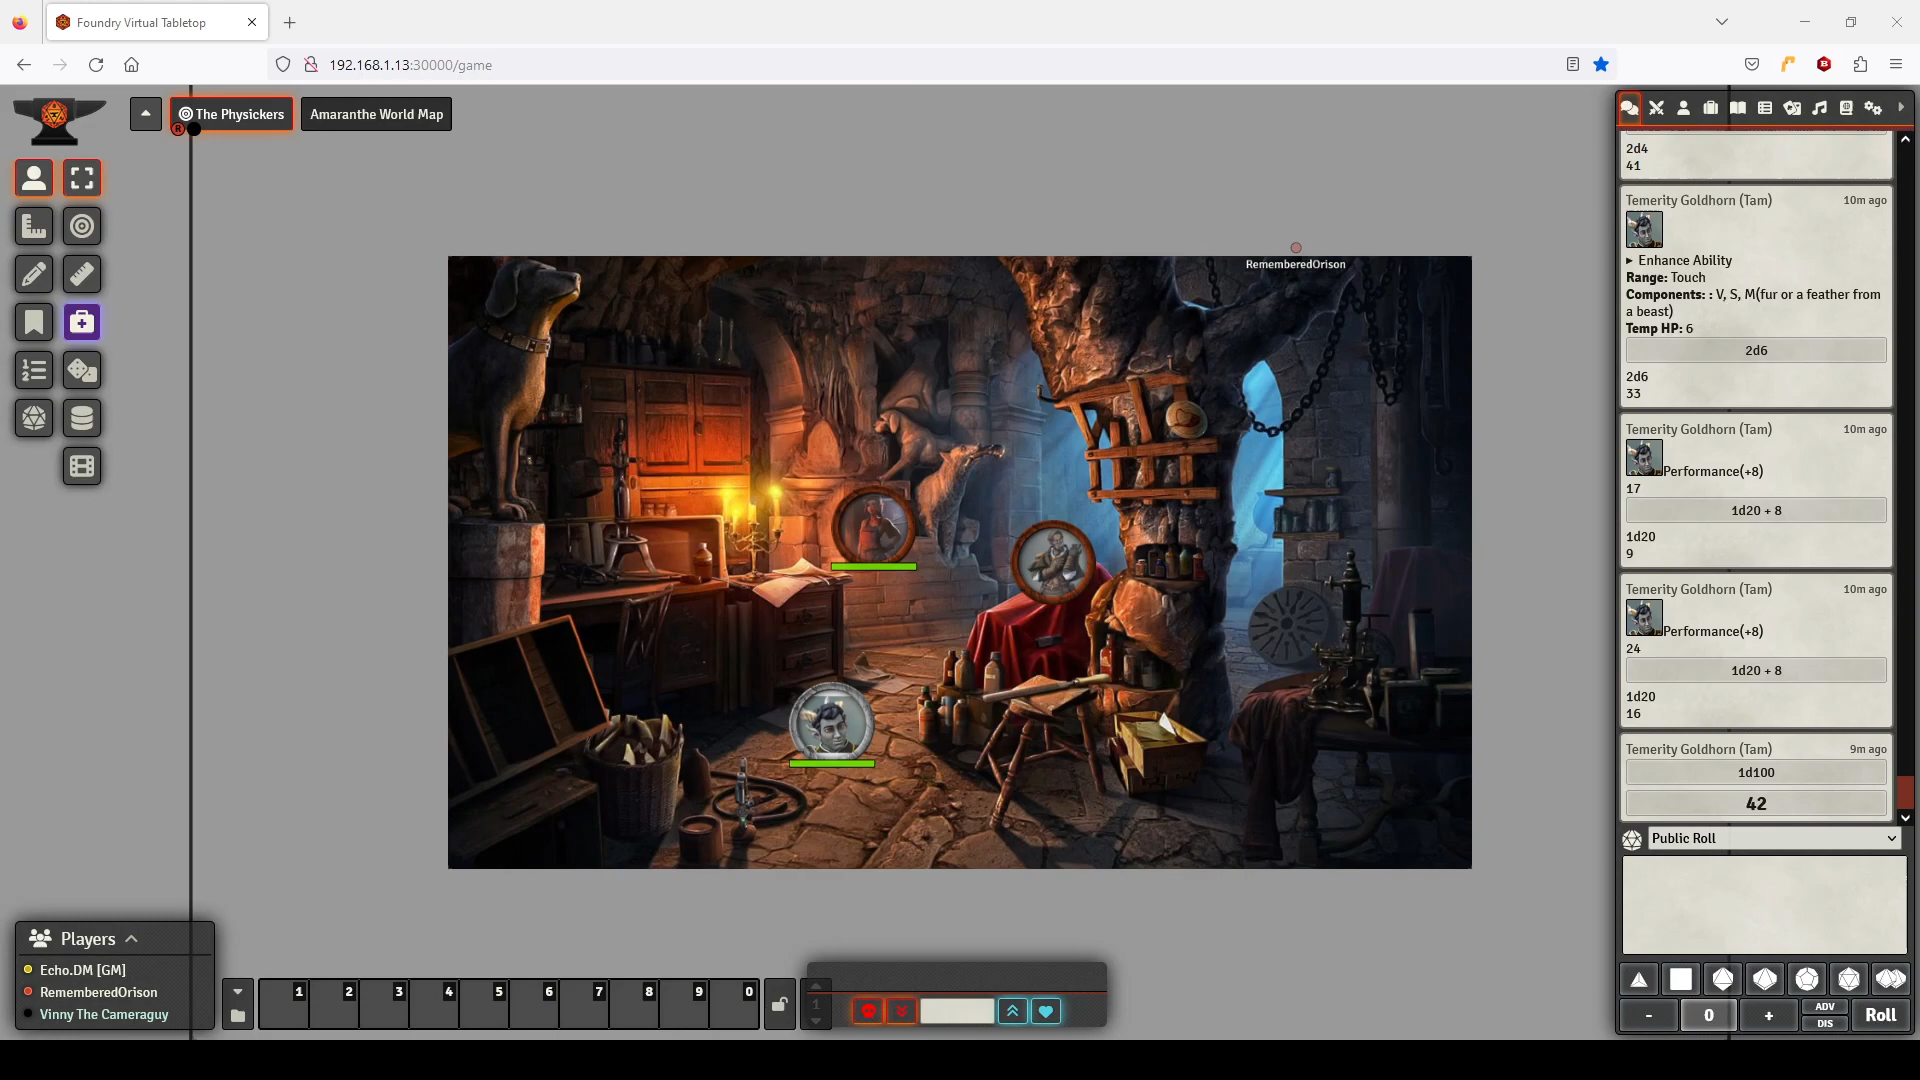 Foundry Virtual Tabletop
192.168.1.13:30000/game
The Physickers
Amaranthe World Map
R
RememberedOrison
2d4
41
Temerity Goldhorn (Tam) 10m ago
▸ Enhance Ability
Range: Touch
Components: : V, S, M(fur or a feather from
a beast)
Temp HP: 6
2d6
2d6
33
Temerity Goldhorn (Tam) 10m ago
Performance(+8)
17
1d20 + 8
1d20
9
Temerity Goldhorn (Tam) 10m ago
Performance(+8)
24
1d20 + 8
1d20
16
Temerity Goldhorn (Tam) 9m ago
1d100
42
Public Roll
- 0 + ADV DIS Roll
Players
Echo.DM [GM]
RememberedOrison
Vinny The Cameraguy
1 2 3 4 5 6 7 8 9 0
1